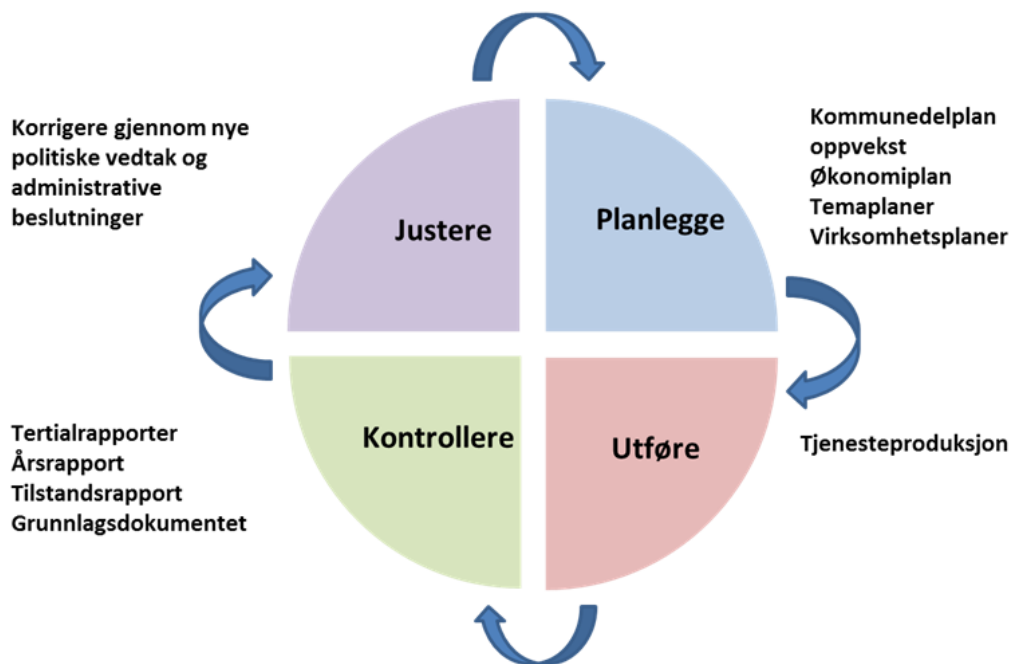 Korrigere gjennom nye
politiske vedtak og
administrative
beslutninger
Justere
Planlegge
Kommunedelplan
oppvekst
Økonomiplan
Temaplaner
Virksomhetsplaner
Tertialrapporter
Årsrapport
Tilstandsrapport
Grunnlagsdokumentet
Kontrollere
Utføre
Tjenesteproduksjon